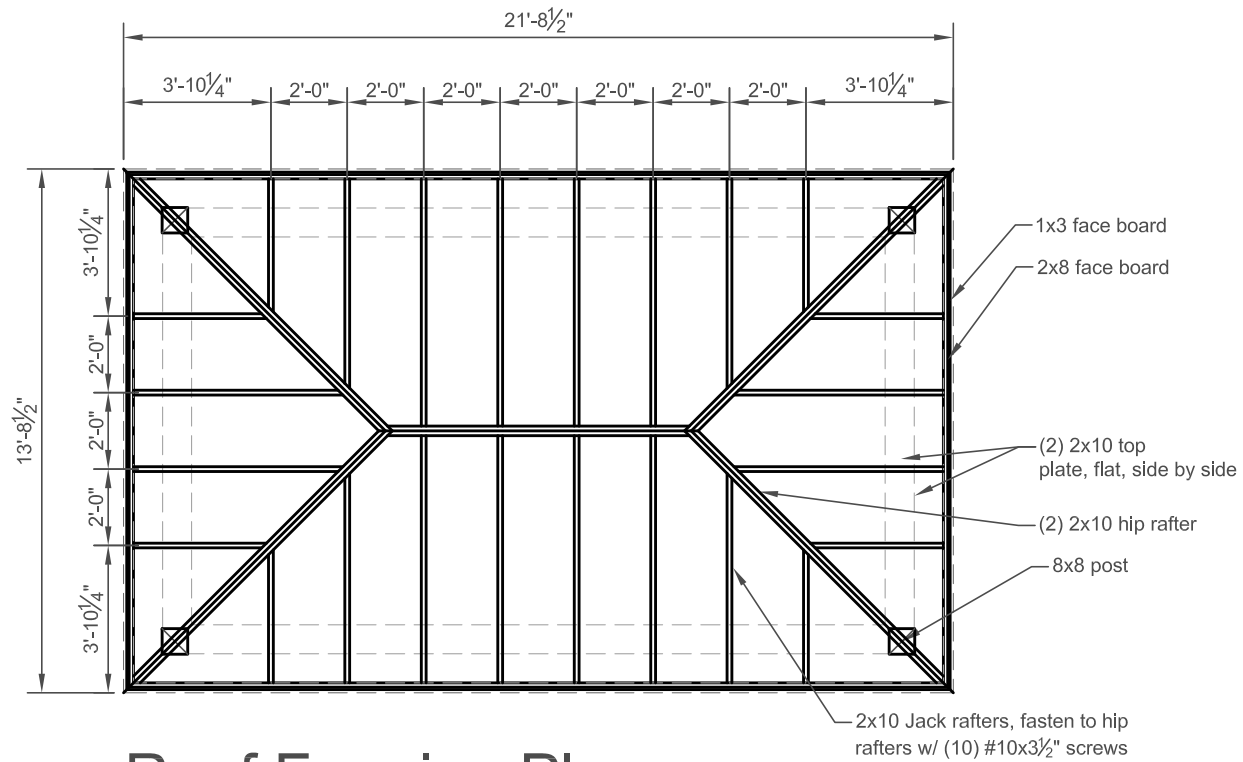 21'-8½"
3'-10¼"
2'-0"
2'-0"
2'-0"
2'-0"
2'-0"
2'-0"
2'-0"
3'-10¼"
3'-10¼"
2'-0"
2'-0"
2'-0"
3'-10¼"
13'-8½"
1x3 face board
2x8 face board
(2) 2x10 top
plate, flat, side by side
(2) 2x10 hip rafter
8x8 post
2x10 Jack rafters, fasten to hip
rafters w/ (10) #10x3½" screws